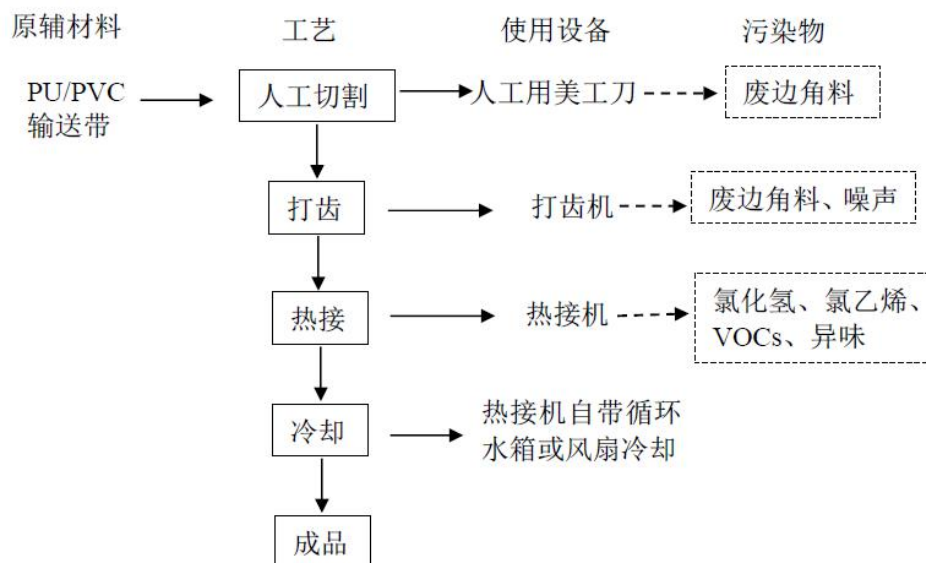 原辅材料 工艺 使用设备 污染物
PU/PVC
输送带
人工切割
人工用美工刀
废边角料
打齿
打齿机
废边角料、噪声
热接
热接机
氯化氢、氯乙烯、
VOCs、异味
冷却
热接机自带循环
水箱或风扇冷却
成品